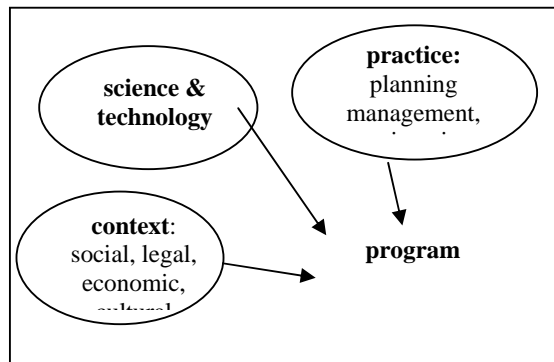 science &
technology
practice:
planning
management,
context:
social, legal,
economic,
program